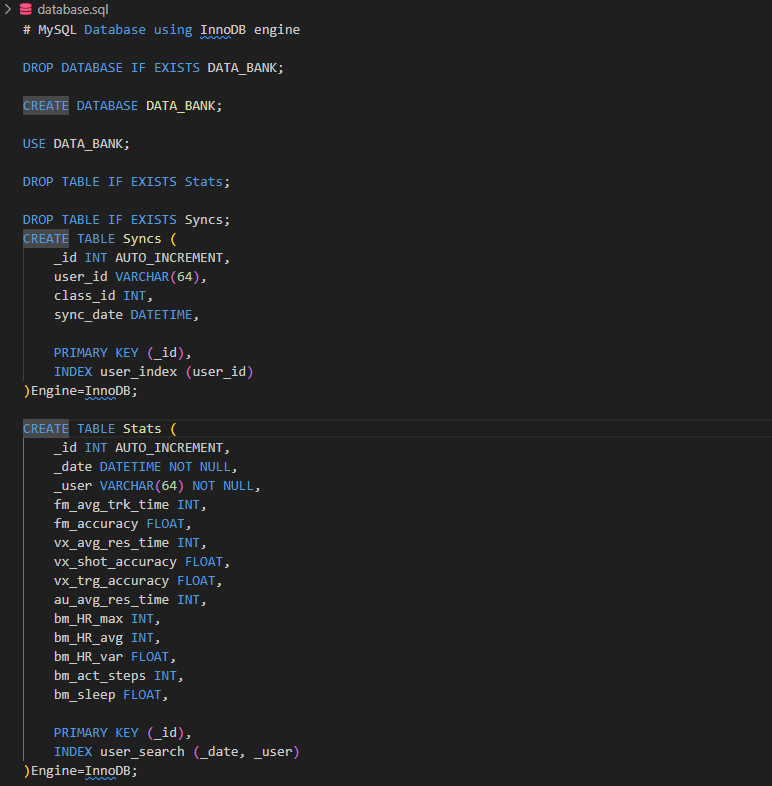 database.sql
# MySQL Database using InnoDB engine
DROP DATABASE IF EXISTS DATA_BANK;
CREATE DATABASE DATA_BANK;
USE DATA_BANK;
DROP TABLE IF EXISTS Stats;
DROP TABLE IF EXISTS Syncs;
CREATE TABLE Syncs (
_id INT AUTO_INCREMENT,
user_id VARCHAR(64),
class_id INT,
sync_date DATETIME,
PRIMARY KEY (_id),
INDEX user_index (user_id)
)Engine=InnoDB;
CREATE TABLE Stats (
_id INT AUTO_INCREMENT,
_date DATETIME NOT NULL,
_user VARCHAR(64) NOT NULL,
fm_avg_trk_time INT,
fm_accuracy FLOAT,
vx_avg_res_time INT,
vx_shot_accuracy FLOAT,
vx_trg_accuracy FLOAT,
au_avg_res_time INT,
bm_HR_max INT,
bm_HR_avg INT,
bm_HR_var FLOAT,
bm_act_steps INT,
bm_sleep FLOAT,
PRIMARY KEY (_id),
INDEX user_search (_date, _user)
)Engine=InnoDB;